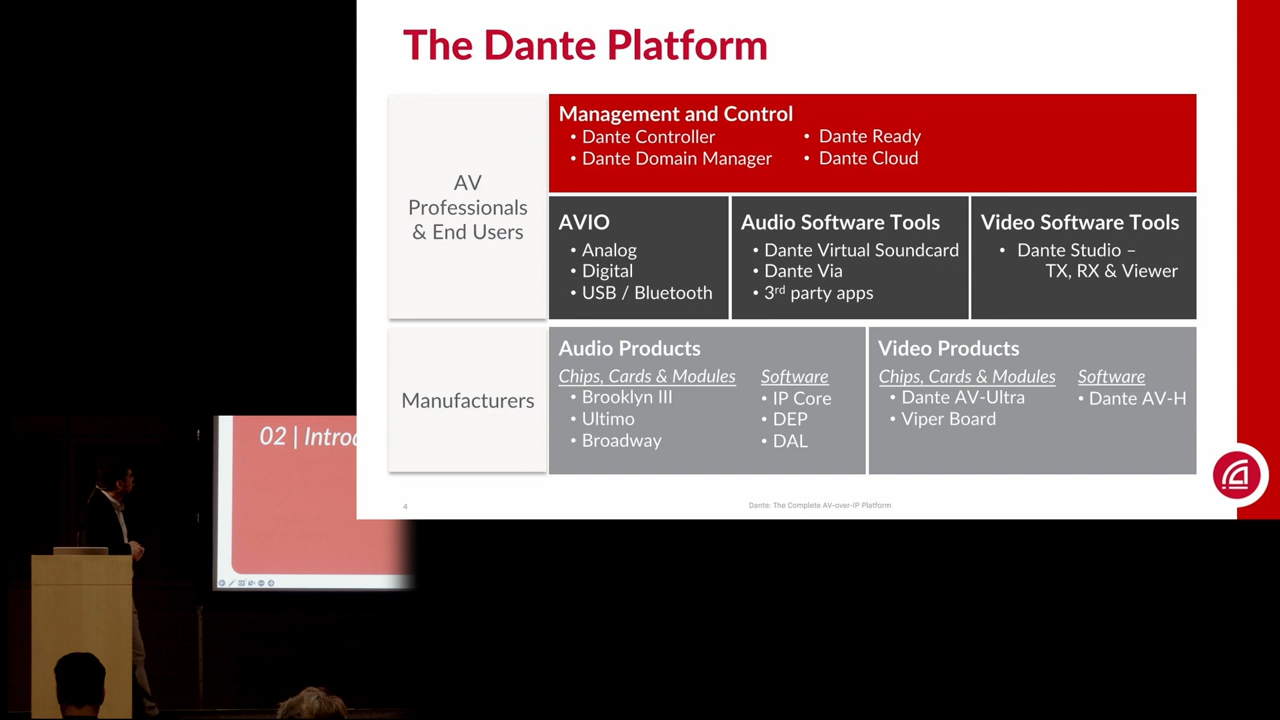 The Dante Platform
AV
Professionals
& End Users
Management and Control
• Dante Controller
• Dante Domain Manager
• Dante Ready
• Dante Cloud
AVIO
• Analog
• Digital
• USB / Bluetooth
Audio Software Tools
• Dante Virtual Soundcard
• Dante Via
• 3rd party apps
Video Software Tools
• Dante Studio –
TX, RX & Viewer
Manufacturers
Audio Products
Chips, Cards & Modules
• Brooklyn III
• Ultimo
• Broadway
Software
• IP Core
• DEP
• DAL
Video Products
Chips, Cards & Modules
• Dante AV-Ultra
• Viper Board
Software
• Dante AV-H
4
Dante: The Complete AV-over-IP Platform
02 |